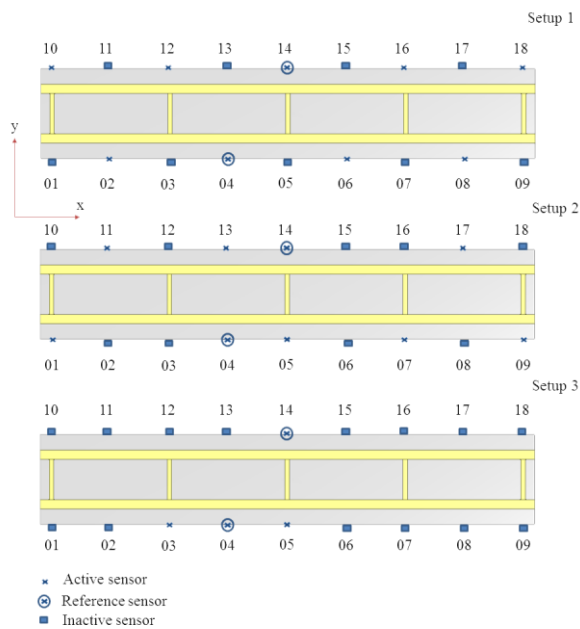 Setup 1
10 11 12 13 14 15 16 17 18
y
01 02 03 04 05 06 07 08 09
x
Setup 2
10 11 12 13 14 15 16 17 18
01 02 03 04 05 06 07 08 09
Setup 3
10 11 12 13 14 15 16 17 18
01 02 03 04 05 06 07 08 09
Active sensor
Reference sensor
Inactive sensor